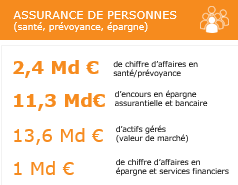 ASSURANCE DE PERSONNES
(santé, prévoyance, épargne)
2,4 Md €
de chiffre d'affaires en
santé/prévoyance
11,3 Md€
d'encours en épargne
assurantielle et bancaire
13,6 Md €
d'actifs gérés
(valeur de marché)
1 Md €
de chiffre d'affaires en
épargne et services financiers